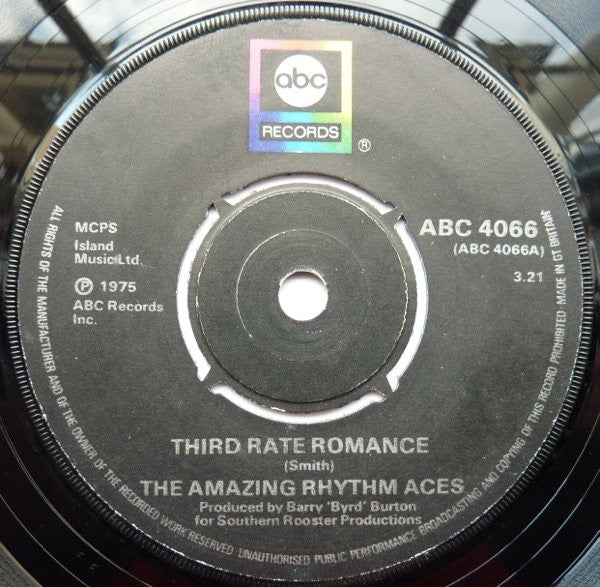 abc
RECORDS
®
MCPS
Island
Music Ltd.
Ⓟ 1975
ABC Records
Inc.
ABC 4066
(ABC 4066A)
3.21
THIRD RATE ROMANCE
(Smith)
THE AMAZING RHYTHM ACES
Produced by Barry 'Byrd' Burton
for Southern Rooster Productions
ALL RIGHTS OF THE MANUFACTURER AND OF THE OWNER OF THE RECORDED WORK RESERVED. UNAUTHORISED PUBLIC PERFORMANCE BROADCASTING AND COPYING OF THIS RECORD PROHIBITED. MADE IN GT BRITAIN